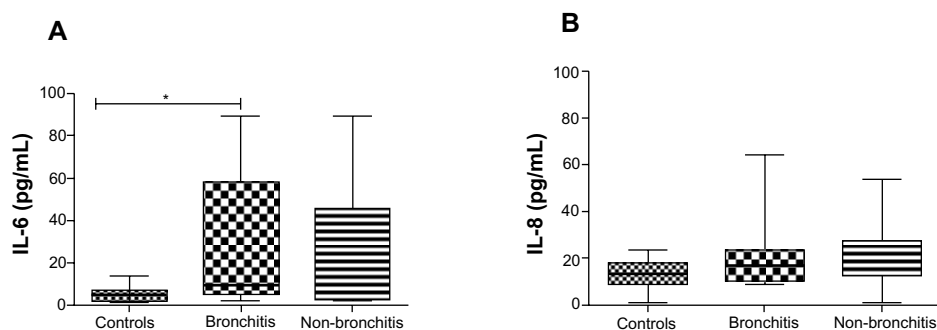 A
IL-6 (pg/mL)
100
80
60
40
20
0
*
Controls
Bronchitis
Non-bronchitis
B
IL-8 (pg/mL)
100
80
60
40
20
0
Controls
Bronchitis
Non-bronchitis